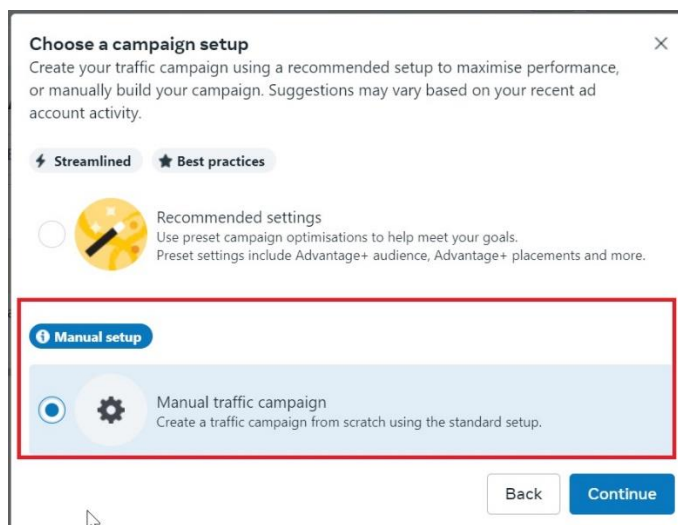 Choose a campaign setup
Create your traffic campaign using a recommended setup to maximise performance,
or manually build your campaign. Suggestions may vary based on your recent ad
account activity.
Streamlined
Best practices
Recommended settings
Use preset campaign optimisations to help meet your goals.
Preset settings include Advantage+ audience, Advantage+ placements and more.
Manual setup
Manual traffic campaign
Create a traffic campaign from scratch using the standard setup.
Back
Continue